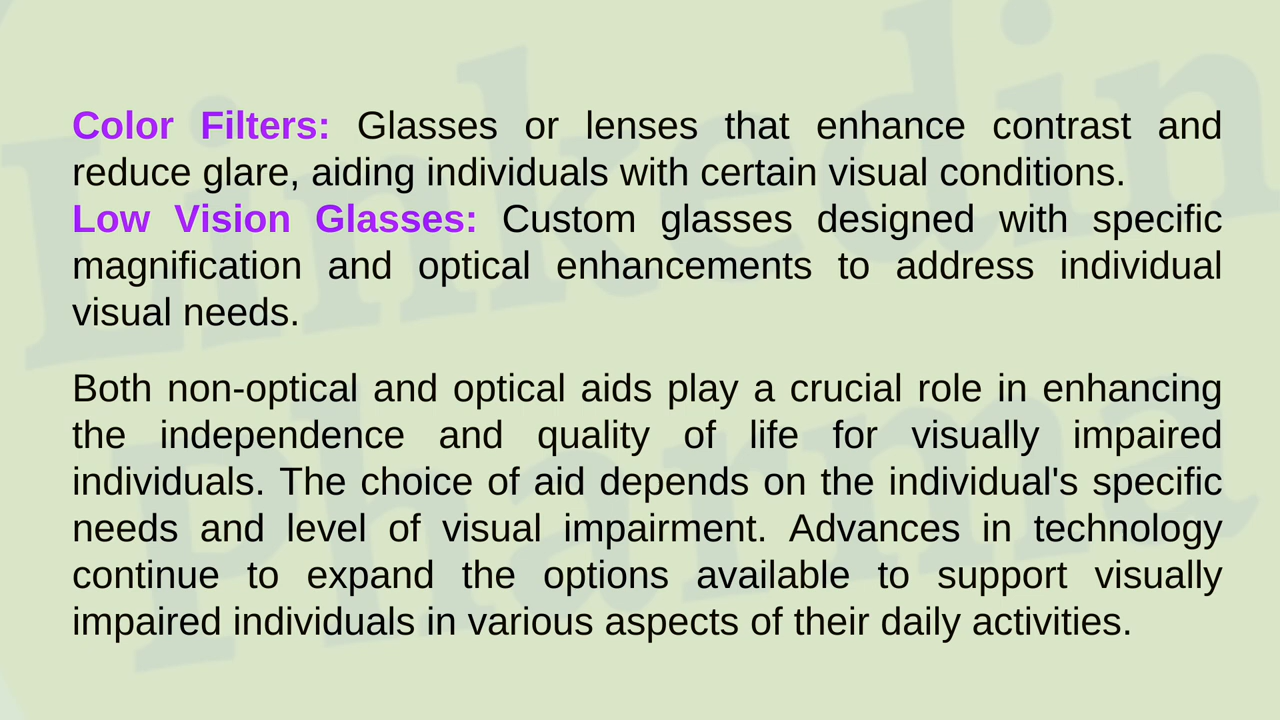 Color Filters: Glasses or lenses that enhance contrast and
reduce glare, aiding individuals with certain visual conditions.
Low Vision Glasses: Custom glasses designed with specific
magnification and optical enhancements to address individual
visual needs.
Both non-optical and optical aids play a crucial role in enhancing
the independence and quality of life for visually impaired
individuals. The choice of aid depends on the individual's specific
needs and level of visual impairment. Advances in technology
continue to expand the options available to support visually
impaired individuals in various aspects of their daily activities.
Linkedin
Pharma